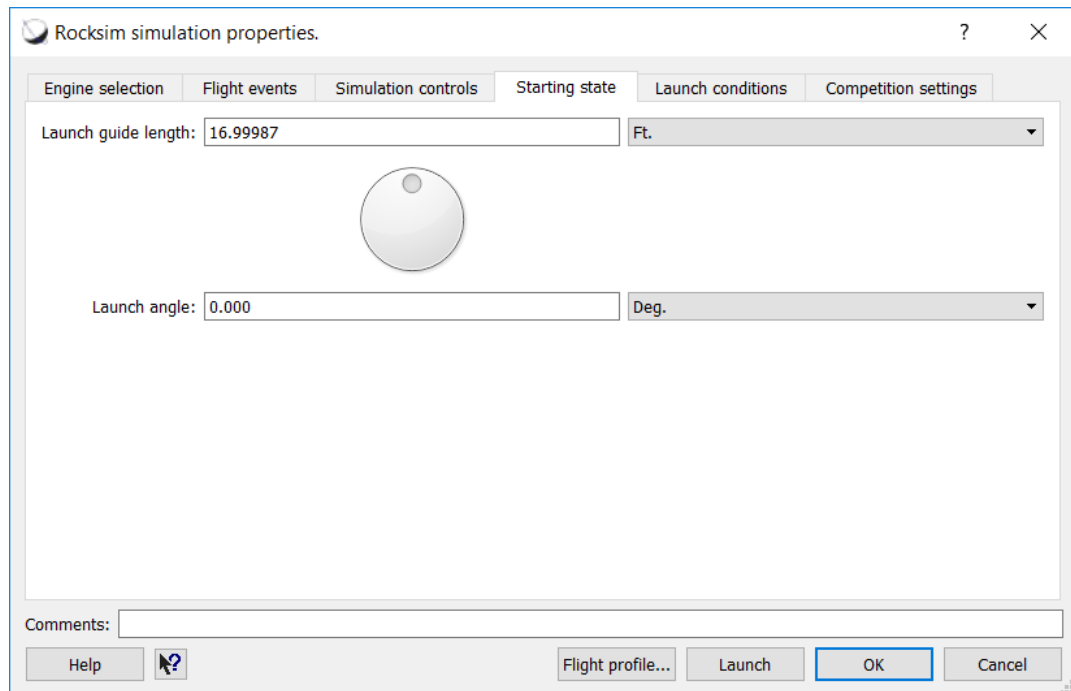 Rocksim simulation properties.
Engine selection Flight events Simulation controls Starting state Launch conditions Competition settings
Launch guide length: 16.99987 Ft.
Launch angle: 0.000 Deg.
Comments:
Help Flight profile... Launch OK Cancel